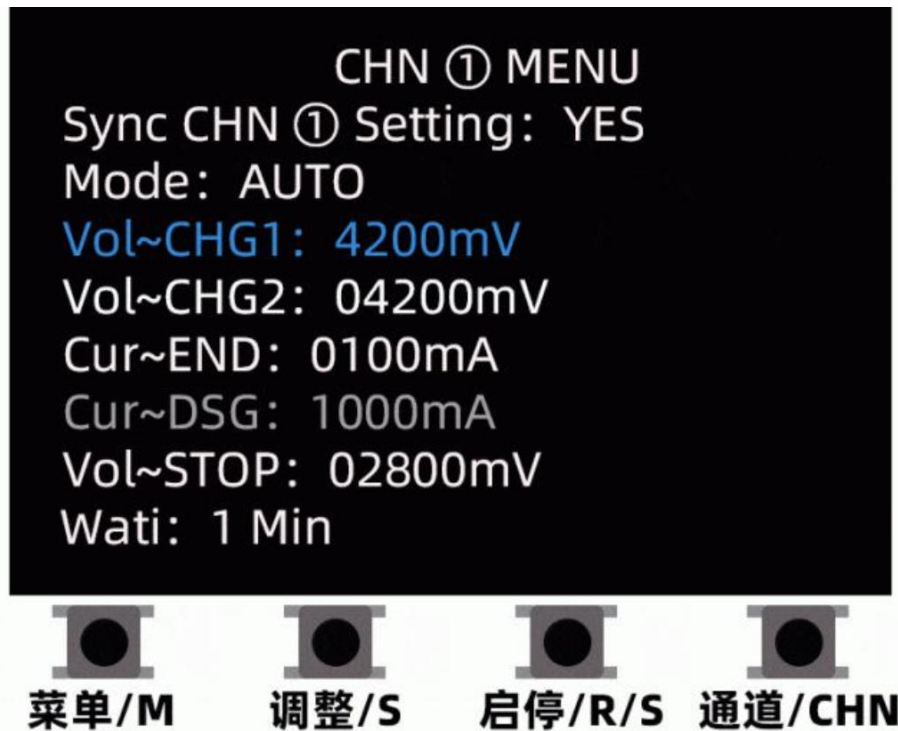 CHN ① MENU
Sync CHN ① Setting： YES
Mode： AUTO
Vol~CHG1： 4200mV
Vol~CHG2： 04200mV
Cur~END： 0100mA
Cur~DSG： 1000mA
Vol~STOP： 02800mV
Wati： 1 Min
菜单/M 调整/S 启停/R/S 通道/CHN